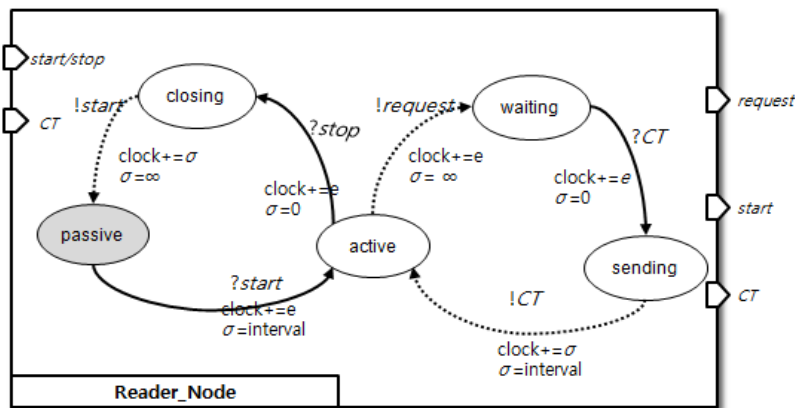 start/stop
CT
!start
closing
?stop
!request
waiting
?CT
request
clock+=σ
σ=∞
clock+=e
σ=0
clock+=e
σ= ∞
clock+=e
σ=0
start
passive
active
sending
?start
clock+=e
σ=interval
!CT
CT
clock+=σ
σ=interval
Reader_Node